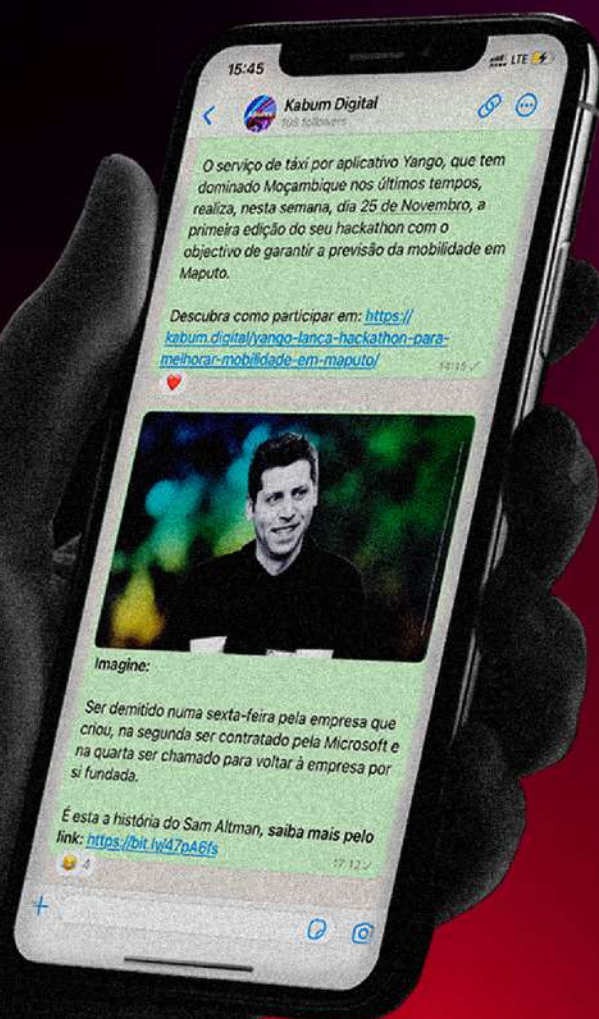 15:45
LTE
Kabum Digital
108 followers
O serviço de táxi por aplicativo Yango, que tem
dominado Moçambique nos últimos tempos,
realiza, nesta semana, dia 25 de Novembro, a
primeira edição do seu hackathon com o
objectivo de garantir a previsão da mobilidade em
Maputo.
Descubra como participar em: https://
kabum.digital/yango-lanca-hackathon-para-
melhorar-mobilidade-em-maputo/
14:15
Imagine:
Ser demitido numa sexta-feira pela empresa que
criou, na segunda ser contratado pela Microsoft e
na quarta ser chamado para voltar à empresa por
si fundada.
É esta a história do Sam Altman, saiba mais pelo
link: https://bit.ly/47pA6fs
17:12
4